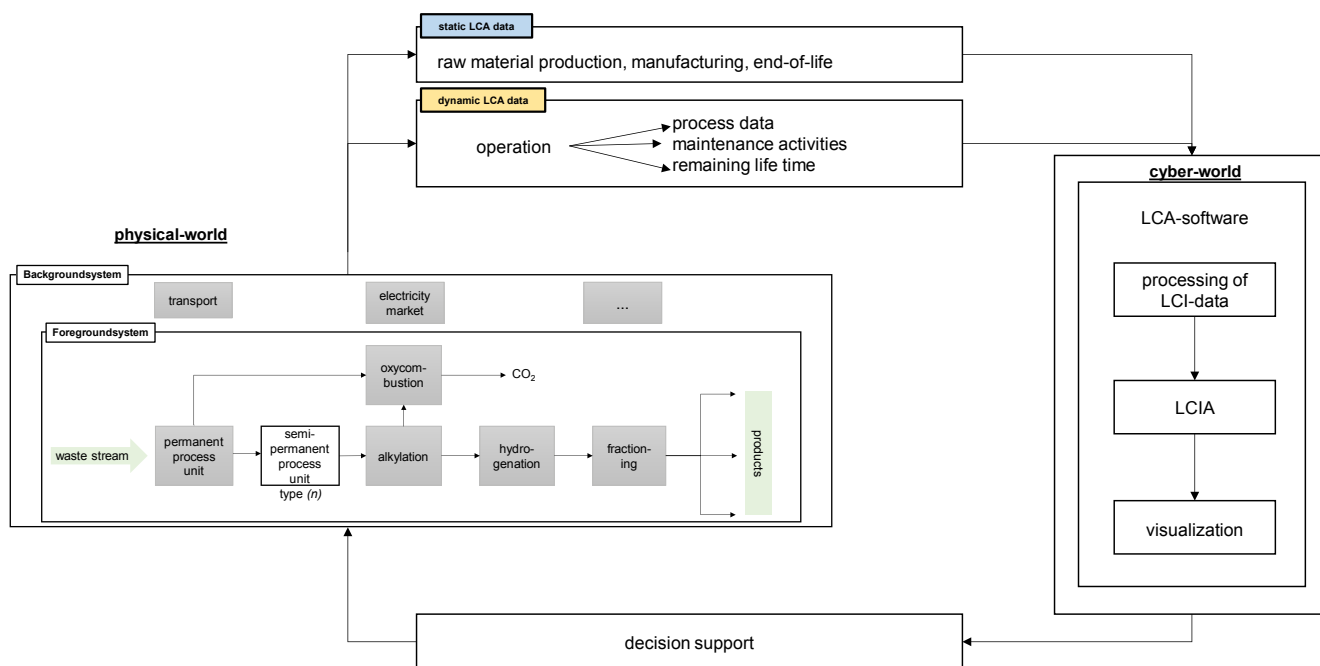 static LCA data
raw material production, manufacturing, end-of-life
dynamic LCA data
operation
process data
maintenance activities
remaining life time
cyber-world
LCA-software
processing of
LCI-data
LCIA
visualization
physical-world
Backgroundsystem
transport
electricity
market
...
Foregroundsystem
oxycom-
bustion
CO₂
waste stream
permanent
process
unit
semi-
permanent
process
unit
type (n)
alkylation
hydro-
genation
fraction-
ing
products
decision support